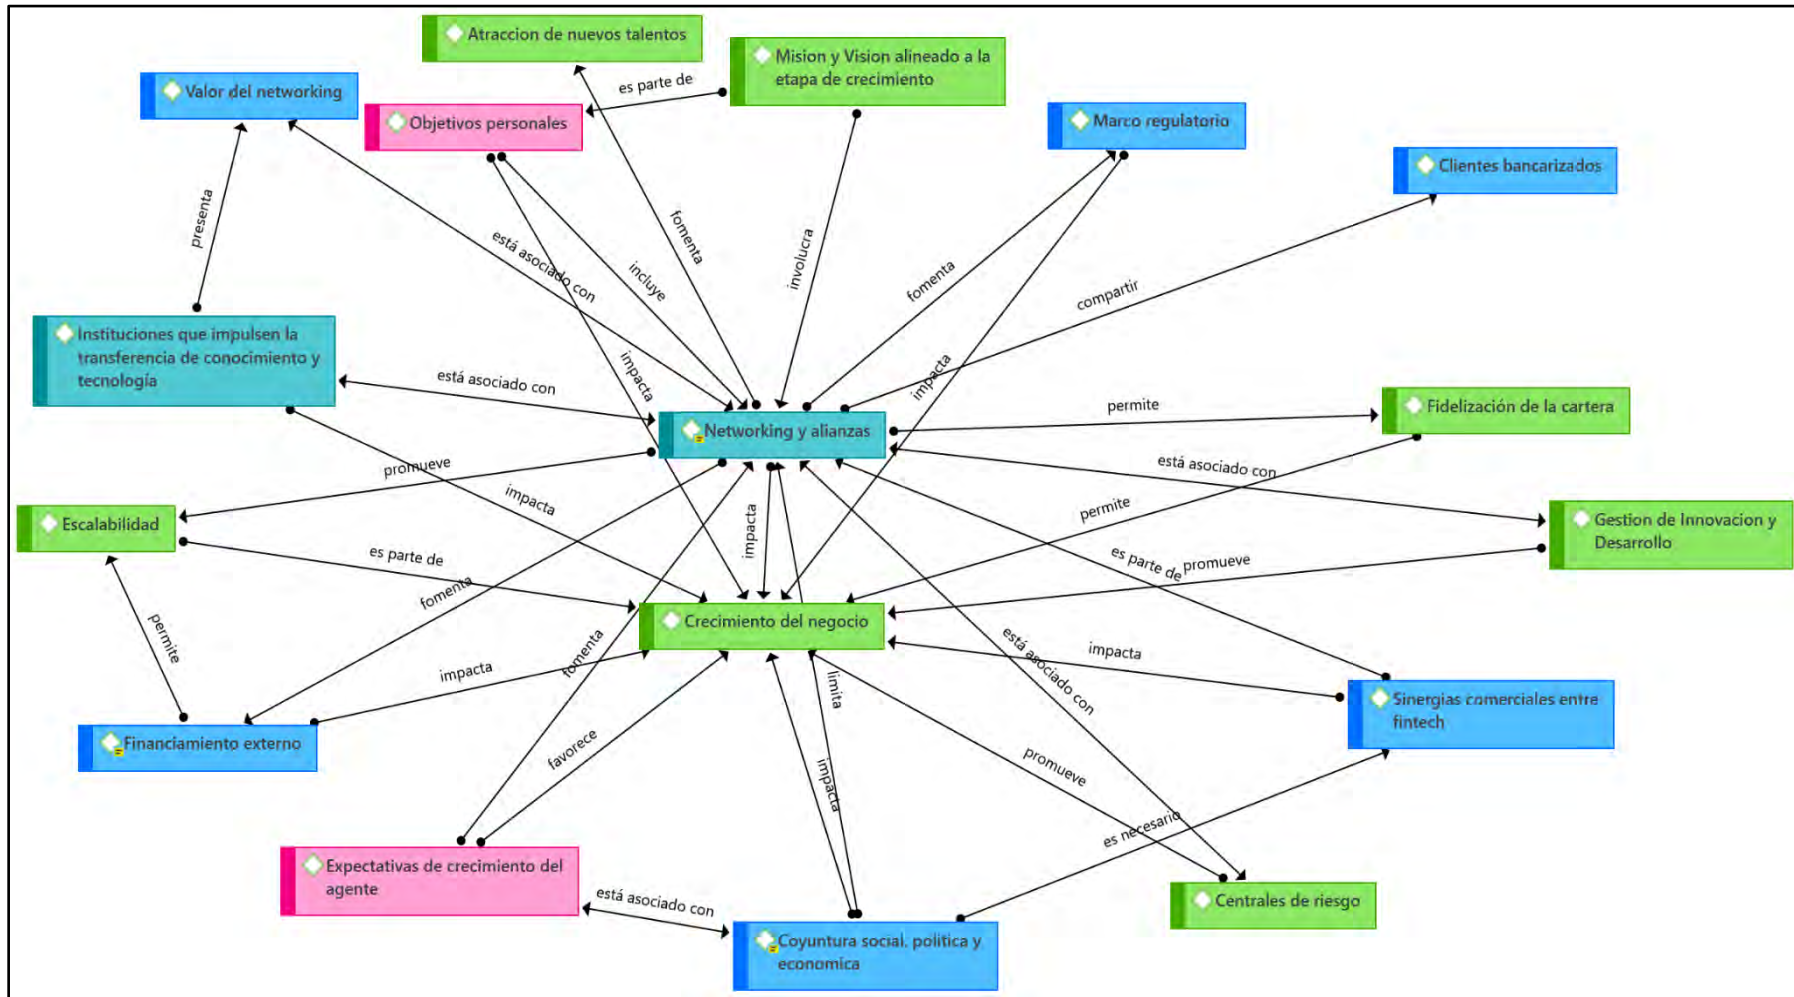 Atraccion de nuevos talentos
Mision y Vision alineado a la
etapa de crecimiento
es parte de
Valor del networking
Objetivos personales
Marco regulatorio
Clientes bancarizados
presenta
está asociado con
incluye
fomenta
involucra
fomenta
compartir
Instituciones que impulsen la
transferencia de conocimiento y
tecnología
está asociado con
impacta
impacta
Networking y alianzas
permite
Fidelización de la cartera
promueve
impacta
impacta
permite
está asociado con
Escalabilidad
es parte de
Gestion de Innovacion y
Desarrollo
es parte de
promueve
fomenta
Crecimiento del negocio
permite
impacta
fomenta
limita
está asociado con
impacta
Sinergias comerciales entre
fintech
Financiamiento externo
favorece
impacta
promueve
es necesario
Expectativas de crecimiento del
agente
está asociado con
Centrales de riesgo
Coyuntura social, politica y
economica